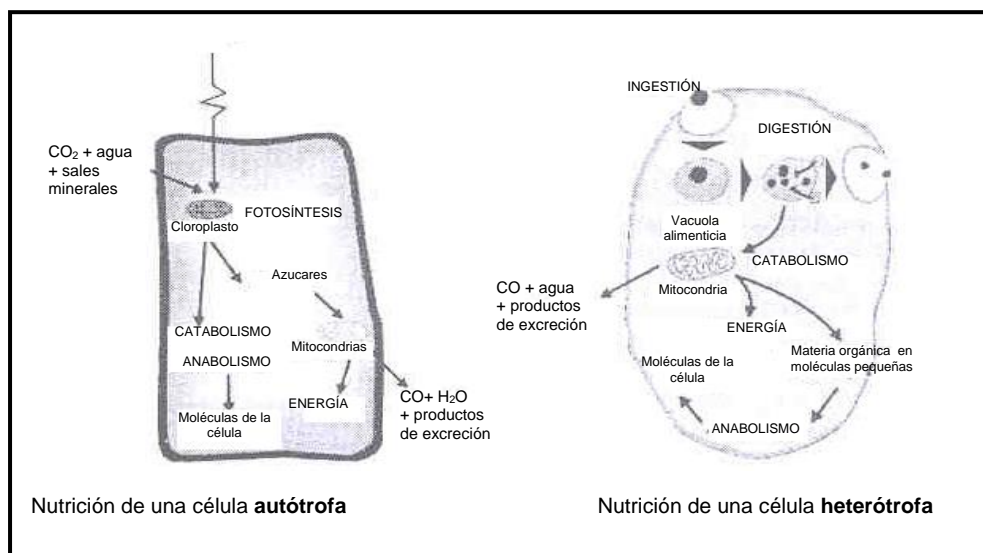 CO₂ + agua
+ sales
minerales
FOTOSÍNTESIS
Cloroplasto
Azucares
CATABOLISMO
Mitocondrias
ANABOLISMO
ENERGÍA
Moléculas de la
célula
CO+ H₂O
+ productos
de excreción
Nutrición de una célula autótrofa
INGESTIÓN
DIGESTIÓN
Vacuola
alimenticia
CATABOLISMO
Mitocondria
CO + agua
+ productos
de excreción
ENERGÍA
Materia orgánica en
moléculas pequeñas
Moléculas de la
célula
ANABOLISMO
Nutrición de una célula heterótrofa